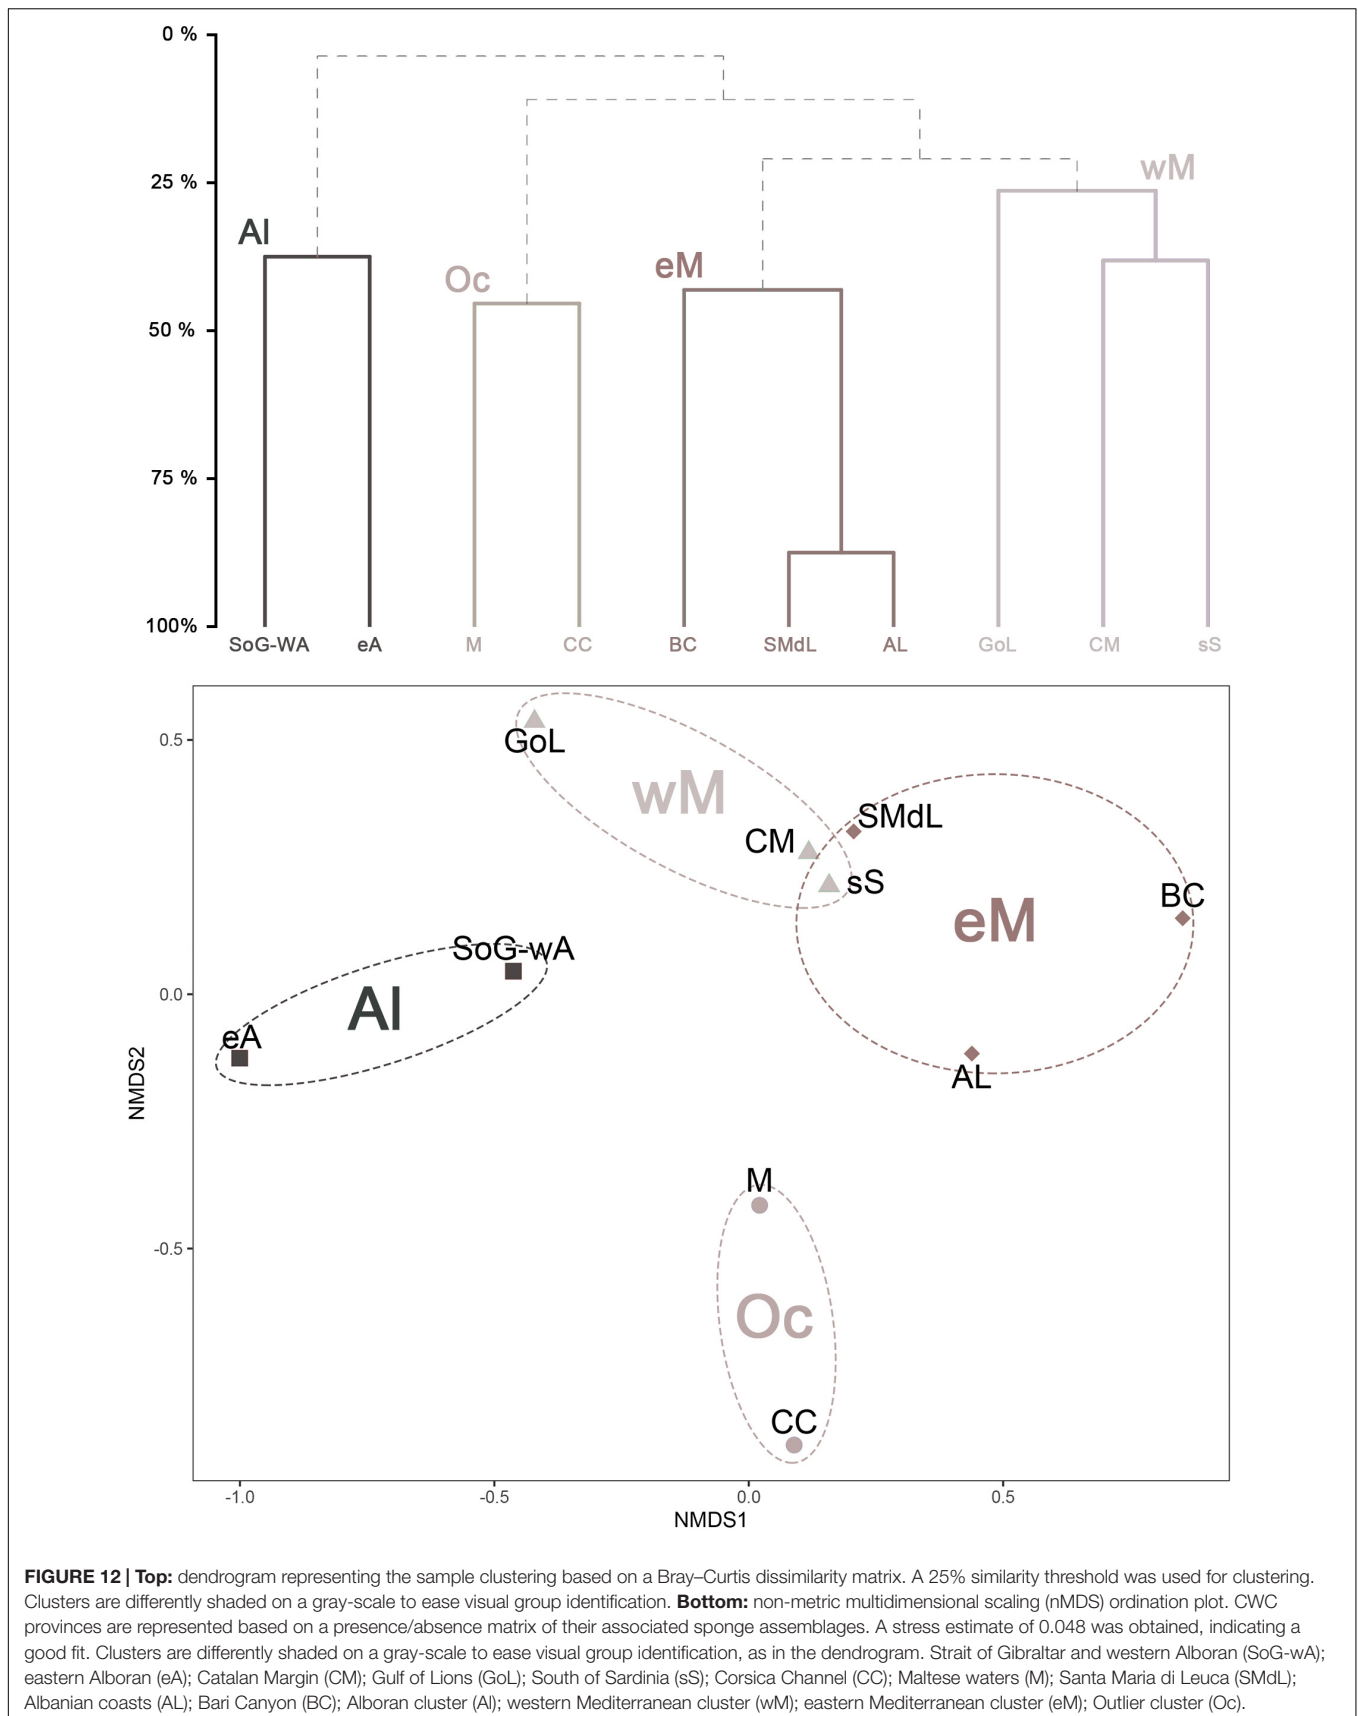 0 %
25 %
50 %
75 %
100%
Al
Oc
eM
wM
SoG-WA eA M CC BC SMdL AL GoL CM sS
0.5
0.0
-0.5
NMDS2
GoL
wM
SMdL
CM
sS
BC
eM
SoG-wA
Al
eA
AL
M
Oc
CC
-1.0 -0.5 0.0 0.5
NMDS1
FIGURE 12 | Top: dendrogram representing the sample clustering based on a Bray–Curtis dissimilarity matrix. A 25% similarity threshold was used for clustering.
Clusters are differently shaded on a gray-scale to ease visual group identification. Bottom: non-metric multidimensional scaling (nMDS) ordination plot. CWC
provinces are represented based on a presence/absence matrix of their associated sponge assemblages. A stress estimate of 0.048 was obtained, indicating a
good fit. Clusters are differently shaded on a gray-scale to ease visual group identification, as in the dendrogram. Strait of Gibraltar and western Alboran (SoG-wA);
eastern Alboran (eA); Catalan Margin (CM); Gulf of Lions (GoL); South of Sardinia (sS); Corsica Channel (CC); Maltese waters (M); Santa Maria di Leuca (SMdL);
Albanian coasts (AL); Bari Canyon (BC); Alboran cluster (Al); western Mediterranean cluster (wM); eastern Mediterranean cluster (eM); Outlier cluster (Oc).